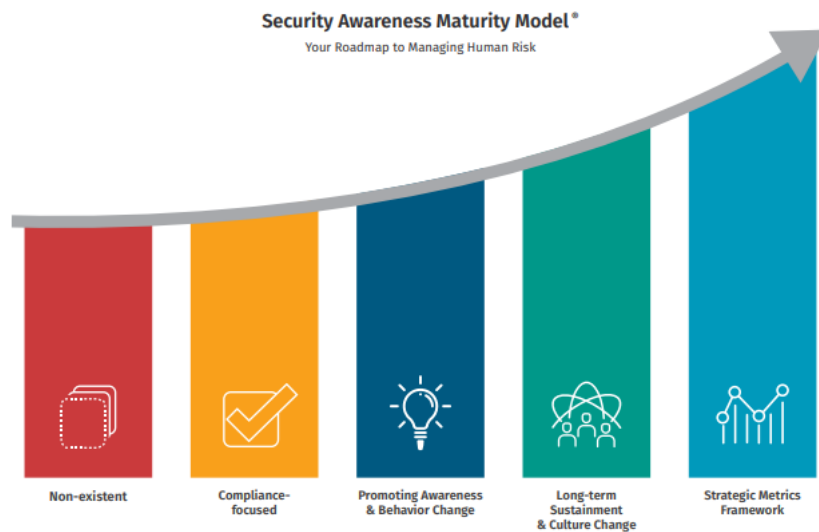 Security Awareness Maturity Model®
Your Roadmap to Managing Human Risk
Non-existent
Compliance-
focused
Promoting Awareness
& Behavior Change
Long-term
Sustainment
& Culture Change
Strategic Metrics
Framework